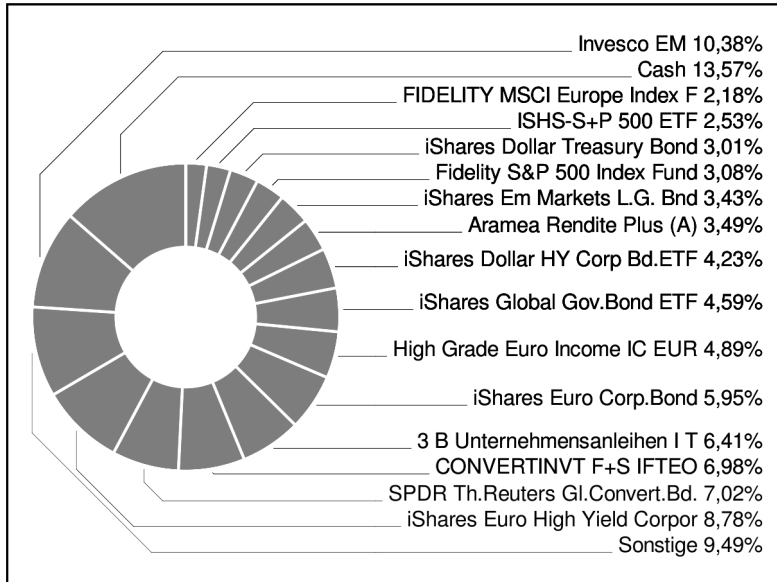 Invesco EM 10,38%
Cash 13,57%
FIDELITY MSCI Europe Index F 2,18%
ISHS-S+P 500 ETF 2,53%
iShares Dollar Treasury Bond 3,01%
Fidelity S&P 500 Index Fund 3,08%
iShares Em Markets L.G. Bnd 3,43%
Aramea Rendite Plus (A) 3,49%
iShares Dollar HY Corp Bd.ETF 4,23%
iShares Global Gov.Bond ETF 4,59%
High Grade Euro Income IC EUR 4,89%
iShares Euro Corp.Bond 5,95%
3 B Unternehmensanleihen I T 6,41%
CONVERTINVT F+S IFTEO 6,98%
SPDR Th.Reuters Gl.Convert.Bd. 7,02%
iShares Euro High Yield Corpor 8,78%
Sonstige 9,49%